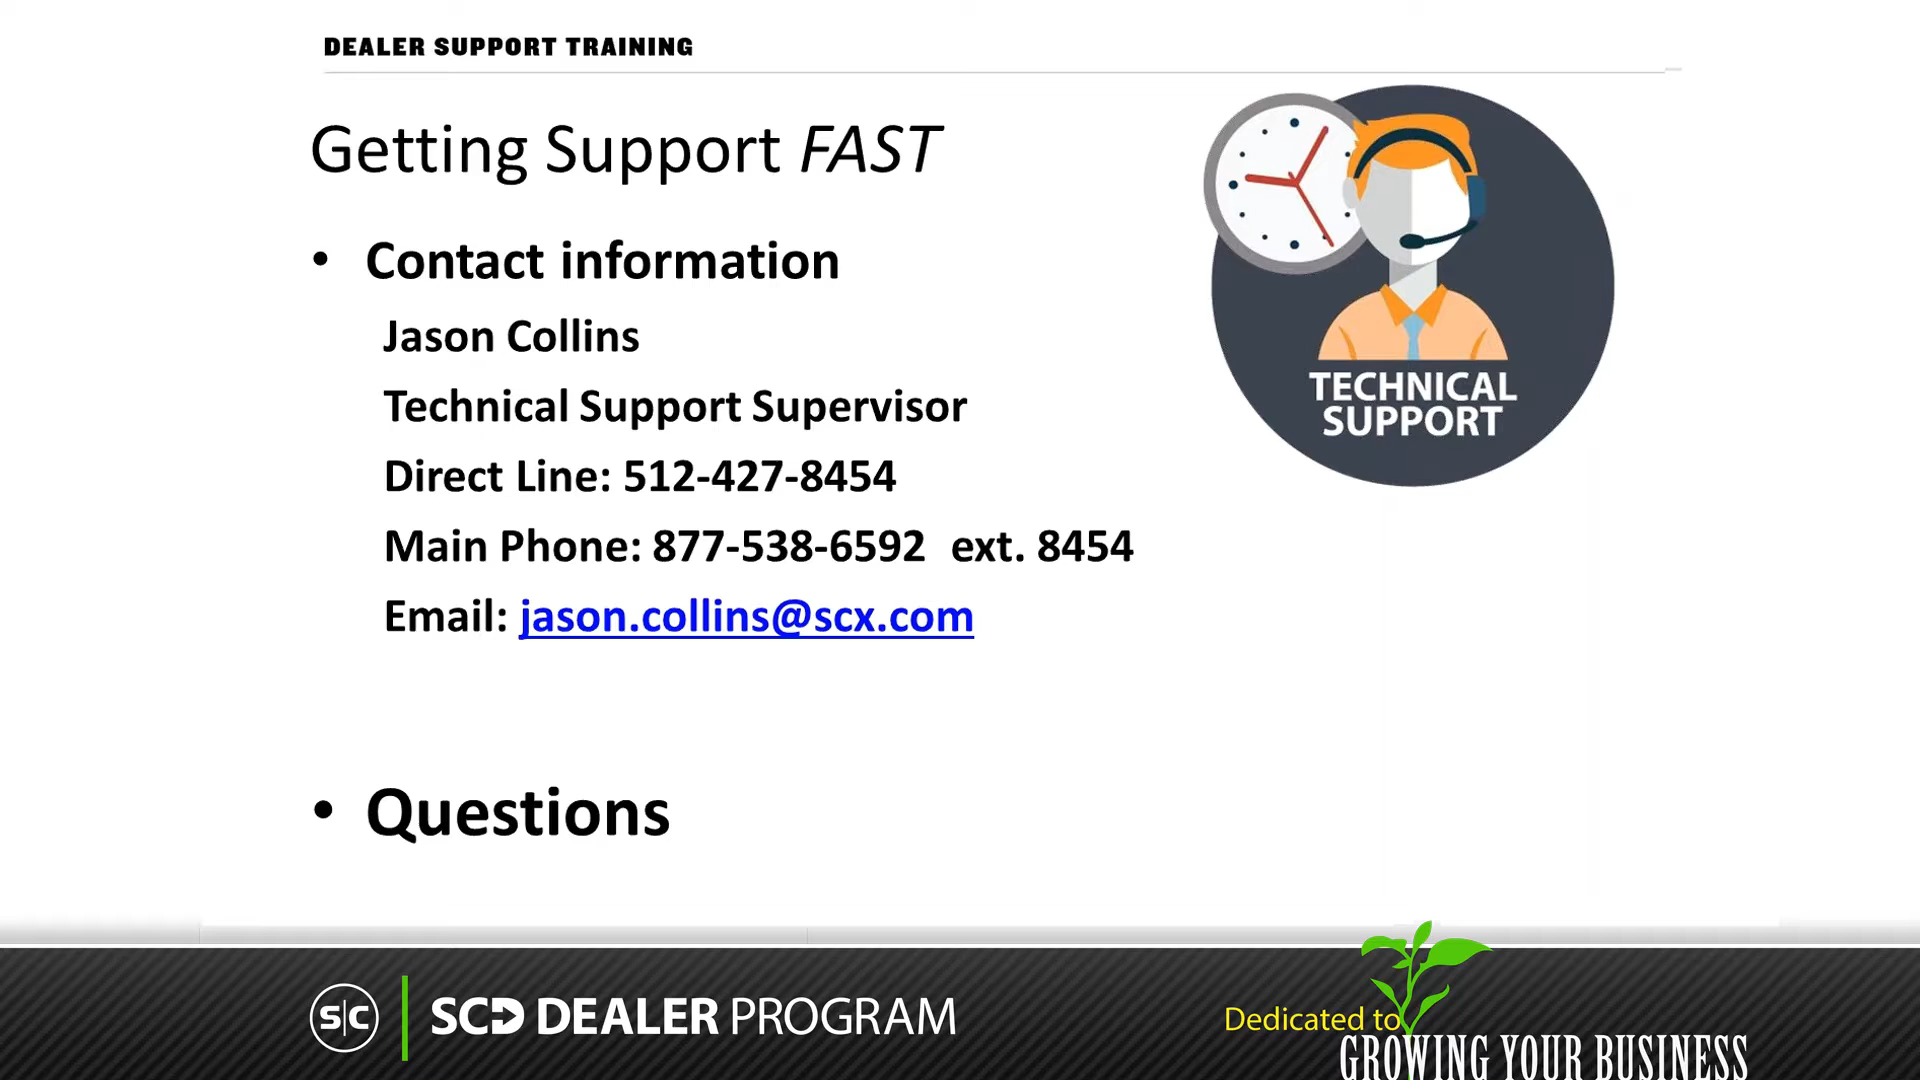 DEALER SUPPORT TRAINING
Getting Support FAST
• Contact information
Jason Collins
Technical Support Supervisor
Direct Line: 512-427-8454
Main Phone: 877-538-6592 ext. 8454
Email: jason.collins@scx.com
TECHNICAL
SUPPORT
• Questions
S|C
SCD DEALER PROGRAM
Dedicated to
GROWING YOUR BUSINESS